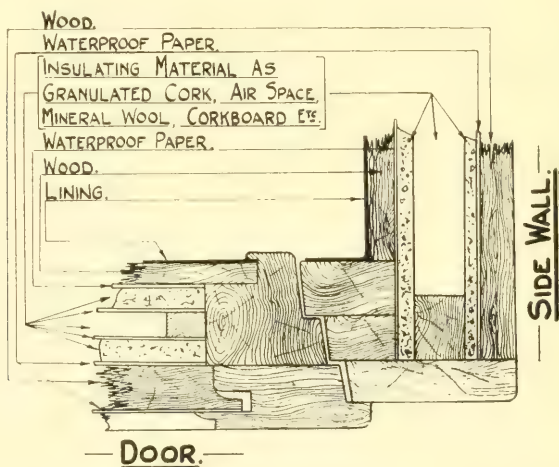 WOOD.
WATERPROOF PAPER.
INSULATING MATERIAL AS
GRANULATED CORK, AIR SPACE,
MINERAL WOOL, CORKBOARD ETC.
WATERPROOF PAPER.
WOOD.
LINING.
SIDE WALL.
DOOR.